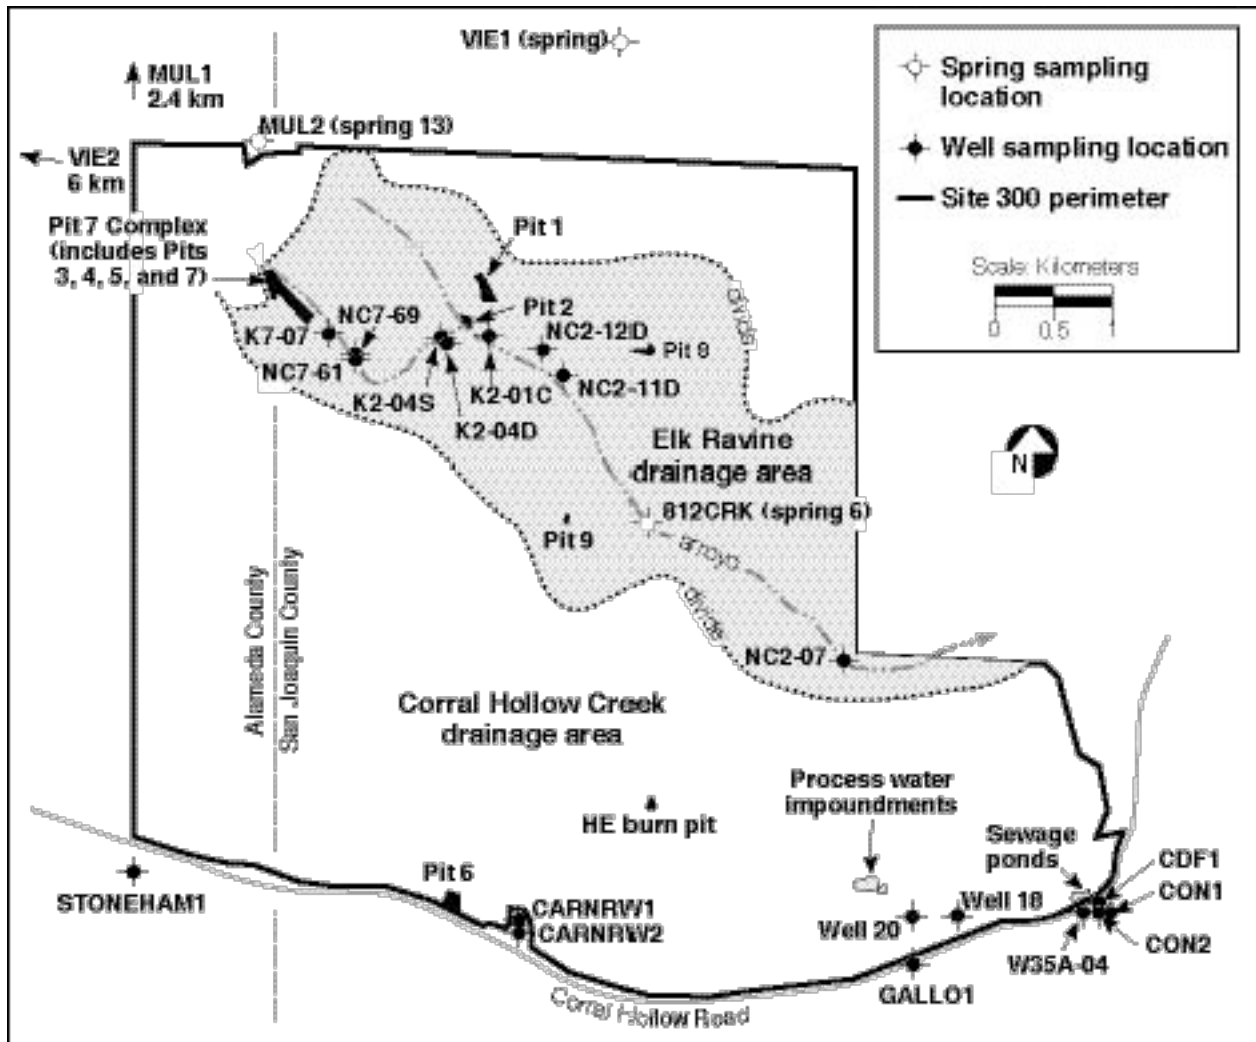 VIE1 (spring)
MUL1
2.4 km
MUL2 (spring 13)
VIE2
6 km
Spring sampling
location
Well sampling location
Site 300 perimeter
Scale: Kilometers
0 0.5 1
Pit 7 Complex
(includes Pits
3, 4, 5, and 7)
Pit 1
Pit 2
NC7-69
K7-07
NC7-61
NC2-12D
K2-04S
K2-01C
K2-04D
NC2-11D
divide
Elk Ravine
drainage area
N
812CRK (spring 6)
Pit 9
arroyo
divide
NC2-07
Alameda County
San Joaquin County
Corral Hollow Creek
drainage area
HE burn pit
Process water
impoundments
Sewage
ponds
CDF1
CON1
CON2
W35A-04
Well 18
Well 20
GALLO1
Pit 6
CARNRW1
CARNRW2
STONEHAM1
Corral Hollow Road